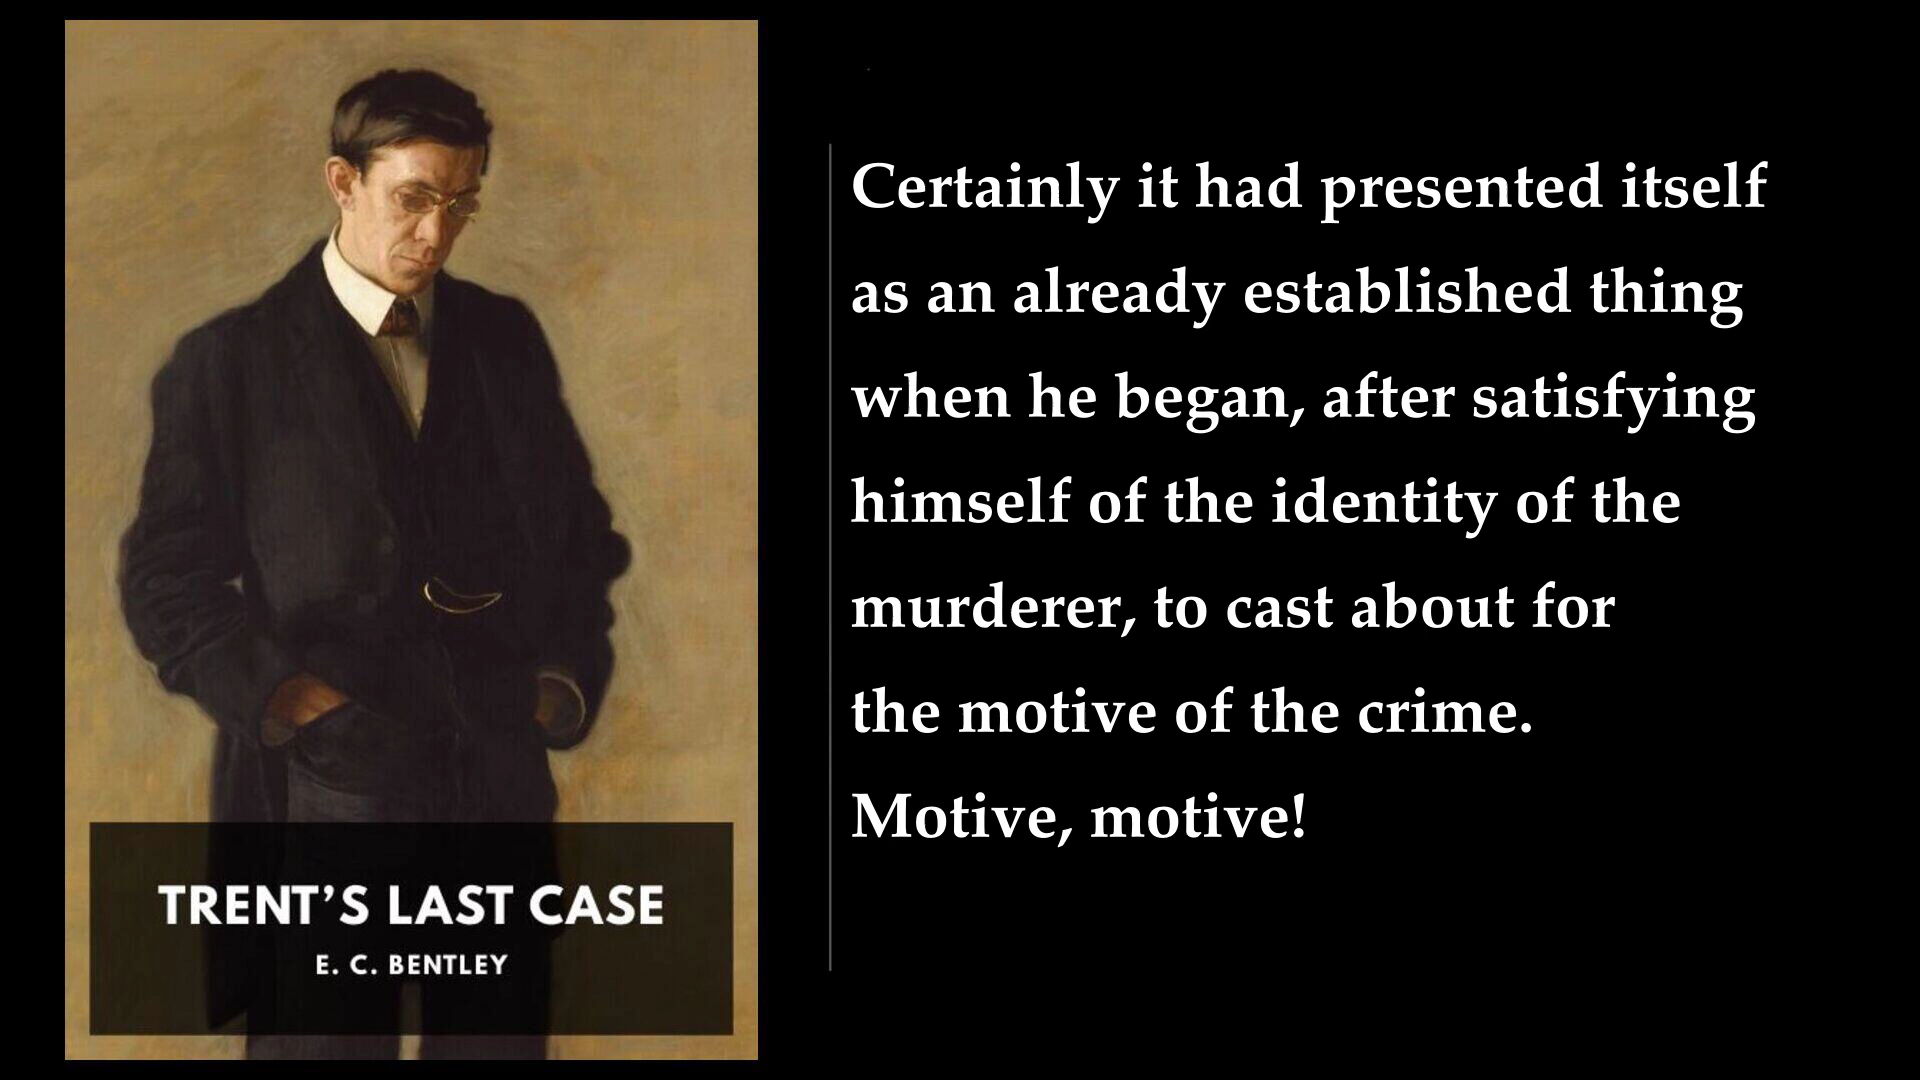 TRENT’S LAST CASE
E. C. BENTLEY
Certainly it had presented itself
as an already established thing
when he began, after satisfying
himself of the identity of the
murderer, to cast about for
the motive of the crime.
Motive, motive!